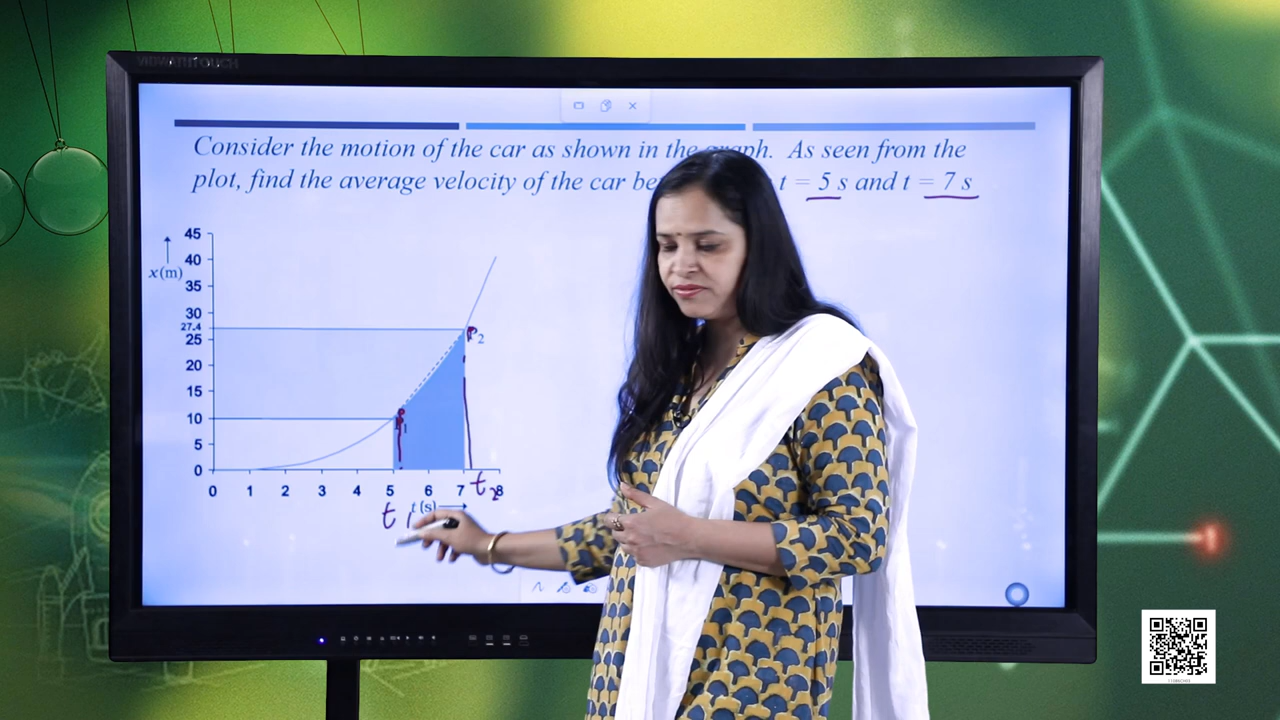 VIDWATHTOUCH
Consider the motion of the car as shown in the graph. As seen from the
plot, find the average velocity of the car t = 5 s and t = 7 s
45
x(m)
40
35
30
27.4
25
20
15
10
5
0
P2
P1
0 1 2 3 4 5 6 7 8
t(s)
t1
t2